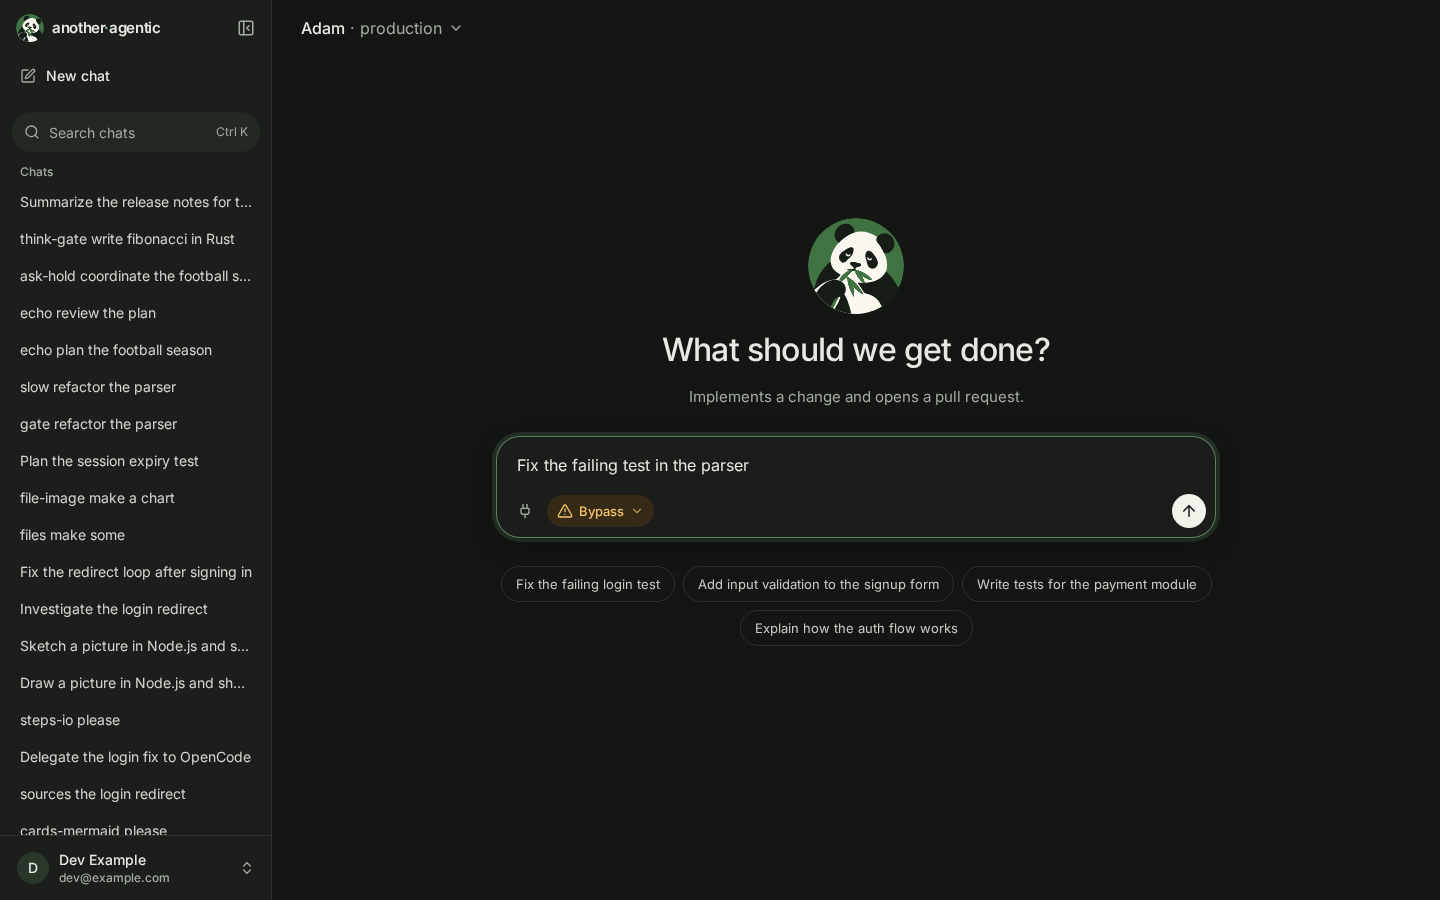 another·agentic
New chat
Search chats
Ctrl K
Chats
Summarize the release notes for t...
think-gate write fibonacci in Rust
ask-hold coordinate the football s...
echo review the plan
echo plan the football season
slow refactor the parser
gate refactor the parser
Plan the session expiry test
file-image make a chart
files make some
Fix the redirect loop after signing in
Investigate the login redirect
Sketch a picture in Node.js and s...
Draw a picture in Node.js and sh...
steps-io please
Delegate the login fix to OpenCode
sources the login redirect
cards-mermaid please
D
Dev Example
dev@example.com
Adam · production
What should we get done?
Implements a change and opens a pull request.
Fix the failing test in the parser
Bypass
Fix the failing login test
Add input validation to the signup form
Write tests for the payment module
Explain how the auth flow works